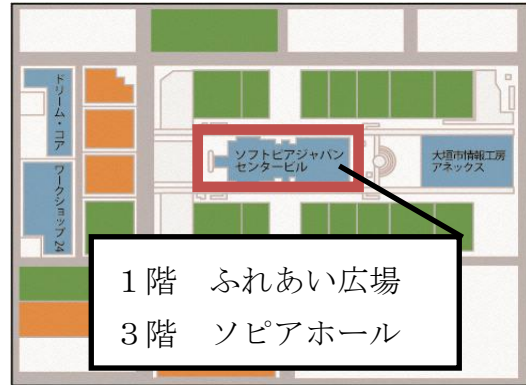 ドリーム・コア
ワークショップ24
ソフトピアジャパン
センタービル
大垣市情報工房
アネックス
1階　ふれあい広場
3階　ソピアホール